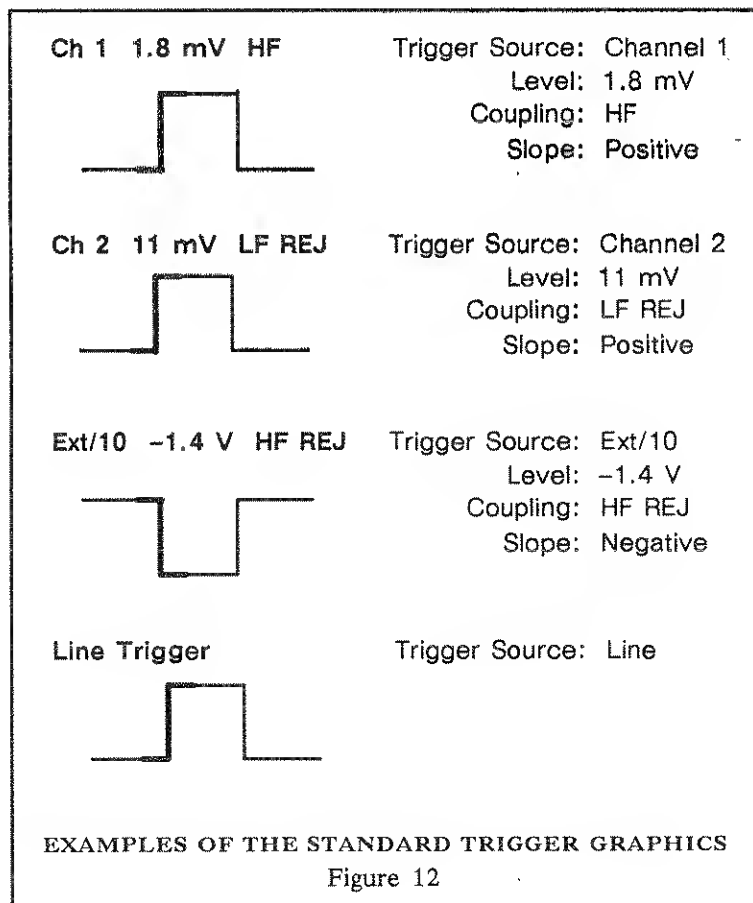 Ch 1 1.8 mV HF
Trigger Source: Channel 1
Level: 1.8 mV
Coupling: HF
Slope: Positive
Ch 2 11 mV LF REJ
Trigger Source: Channel 2
Level: 11 mV
Coupling: LF REJ
Slope: Positive
Ext/10 -1.4 V HF REJ
Trigger Source: Ext/10
Level: -1.4 V
Coupling: HF REJ
Slope: Negative
Line Trigger
Trigger Source: Line
EXAMPLES OF THE STANDARD TRIGGER GRAPHICS
Figure 12